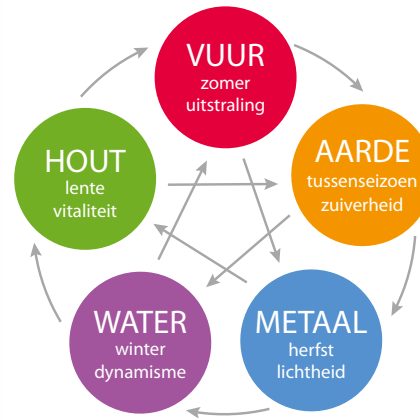 VUUR
zomer
uitstraling
HOUT
lente
vitaliteit
AARDE
tussenseizoen
zuiverheid
WATER
winter
dynamisme
METAAL
herfst
lichtheid